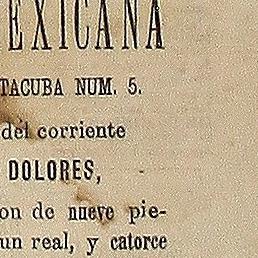 EXICANA
TACUBA NUM. 5.
del corriente
DOLORES,
on de nueve pie-
un real, y catorce